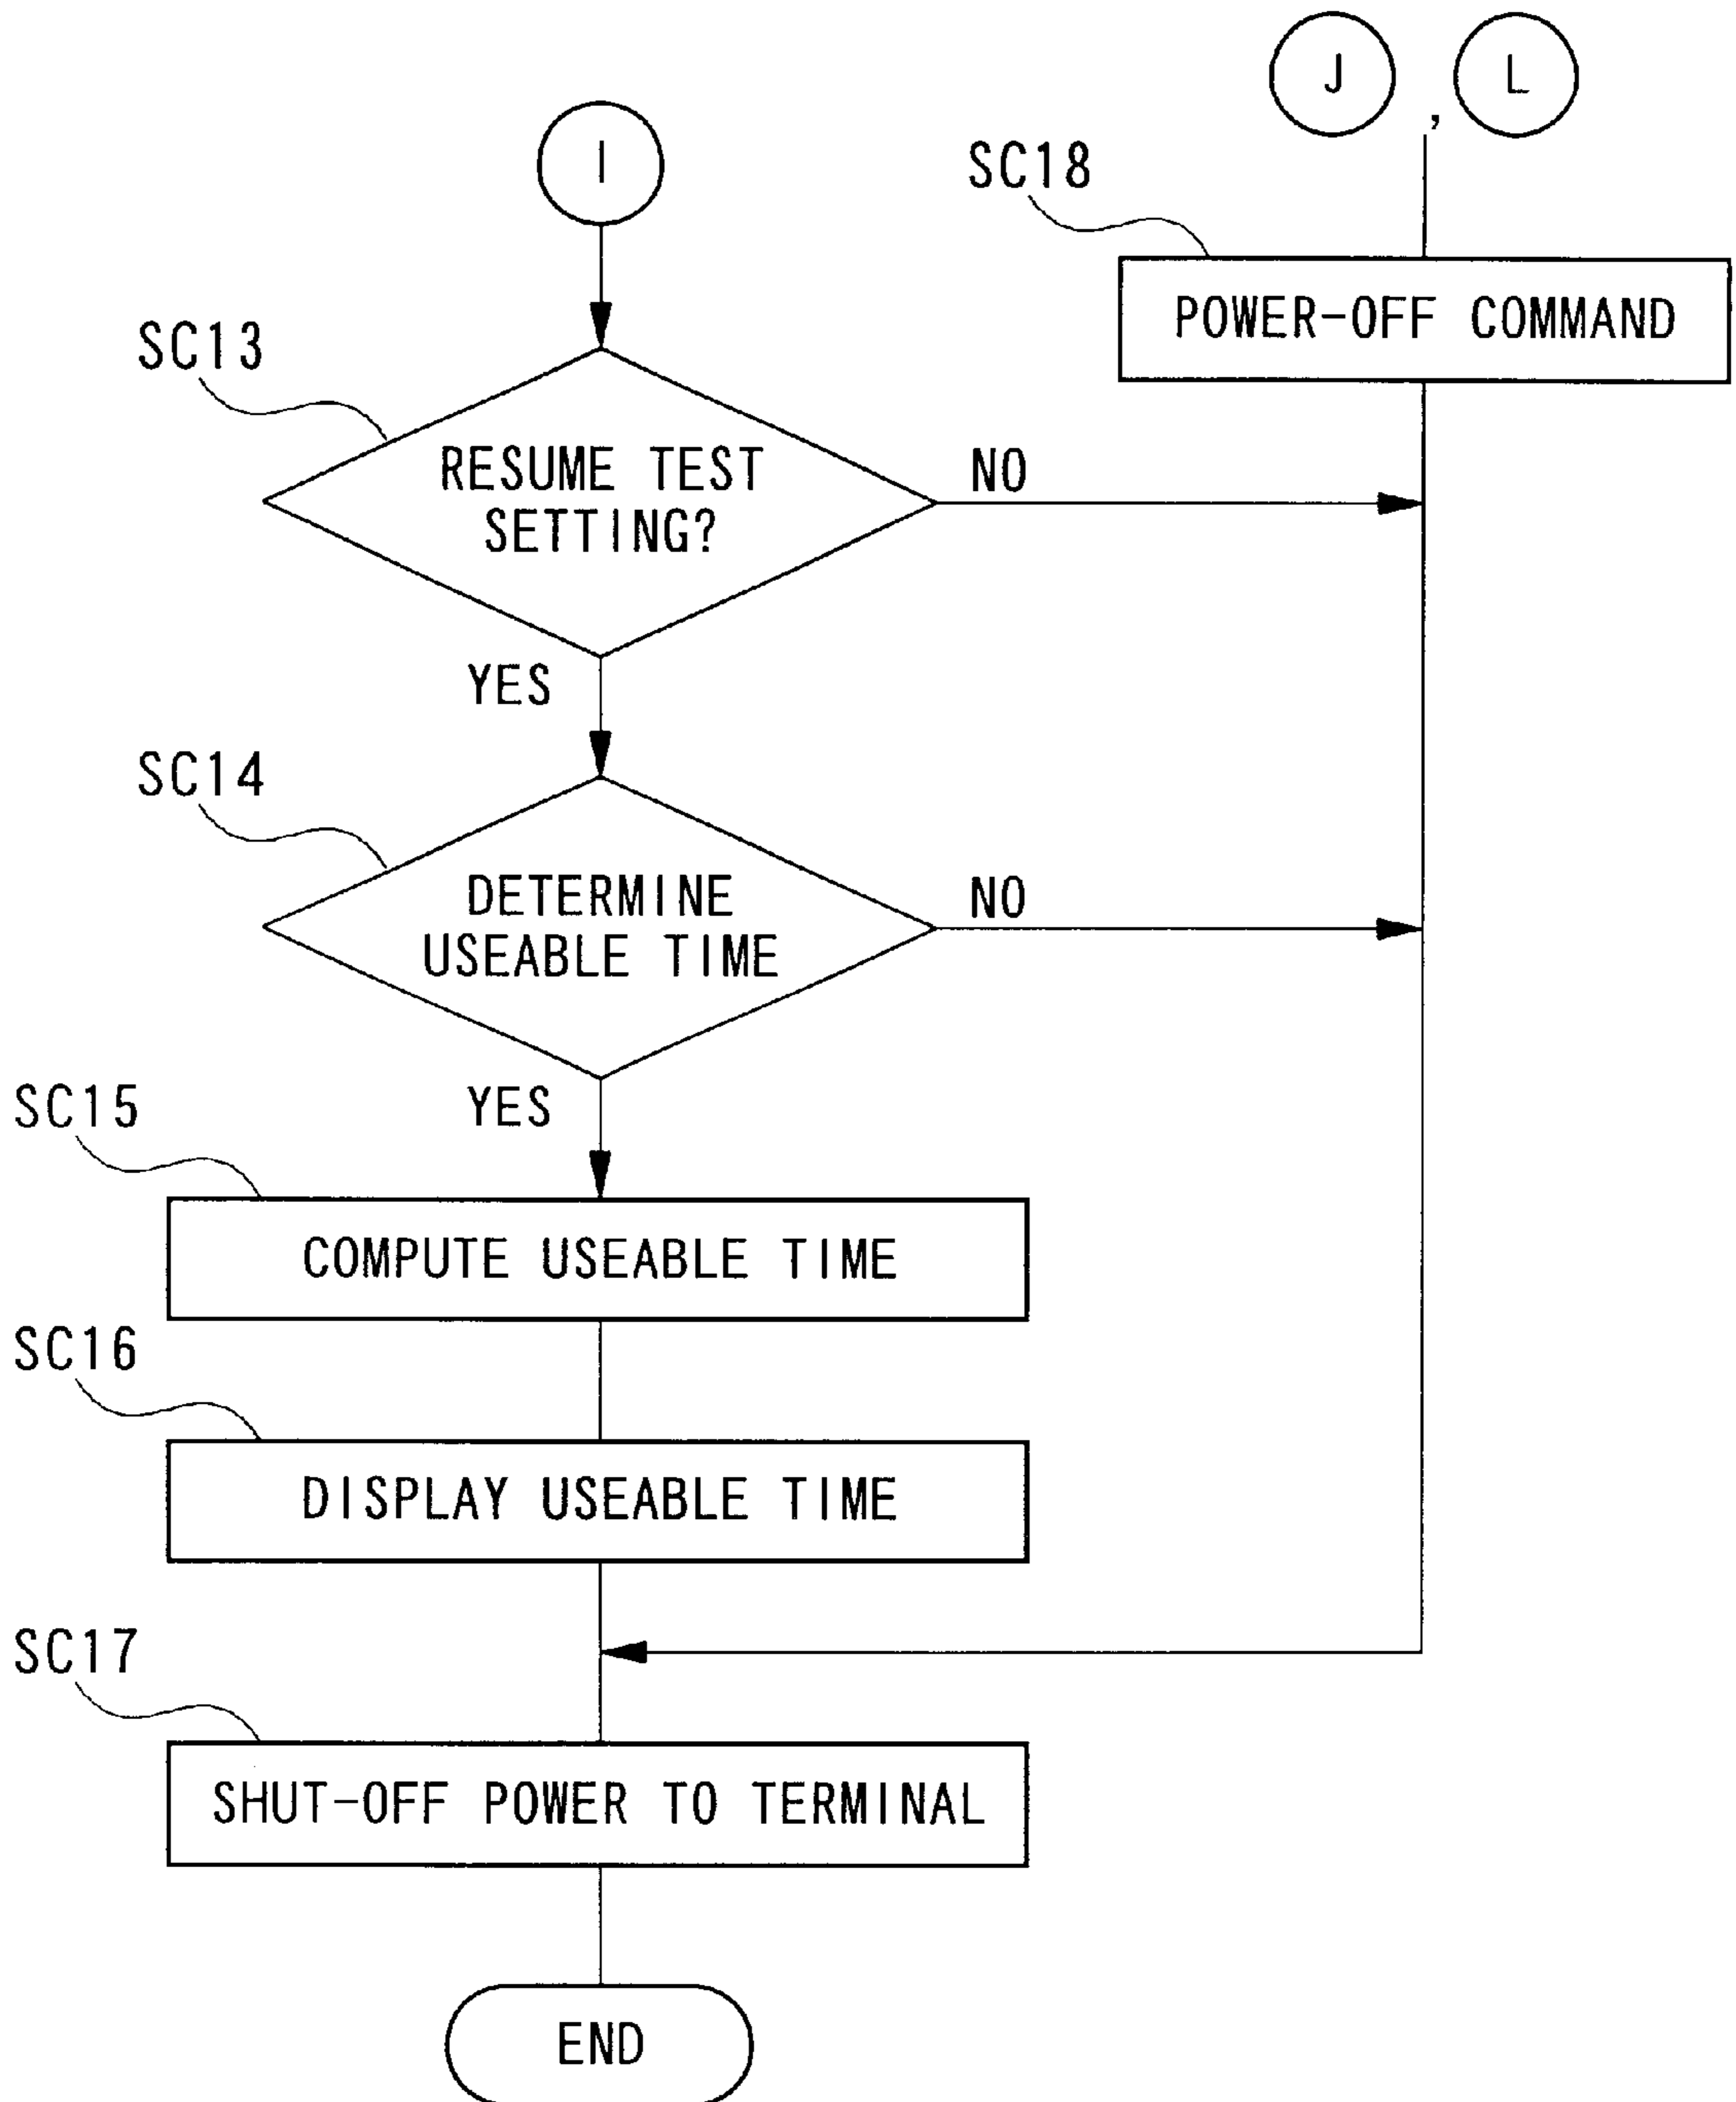 J , L
I
SC18
POWER-OFF COMMAND
SC13
RESUME TEST
SETTING?
NO
YES
SC14
DETERMINE
USEABLE TIME
NO
YES
SC15
COMPUTE USEABLE TIME
SC16
DISPLAY USEABLE TIME
SC17
SHUT-OFF POWER TO TERMINAL
END